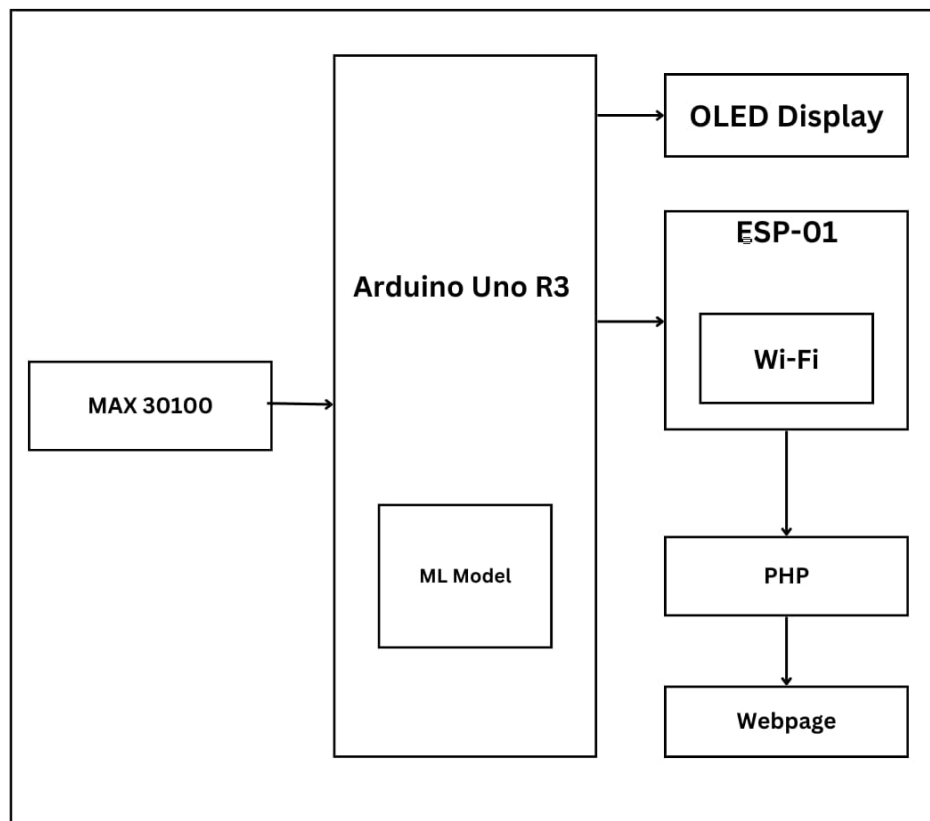 OLED Display
ESP-01
Arduino Uno R3
Wi-Fi
MAX 30100
ML Model
PHP
Webpage